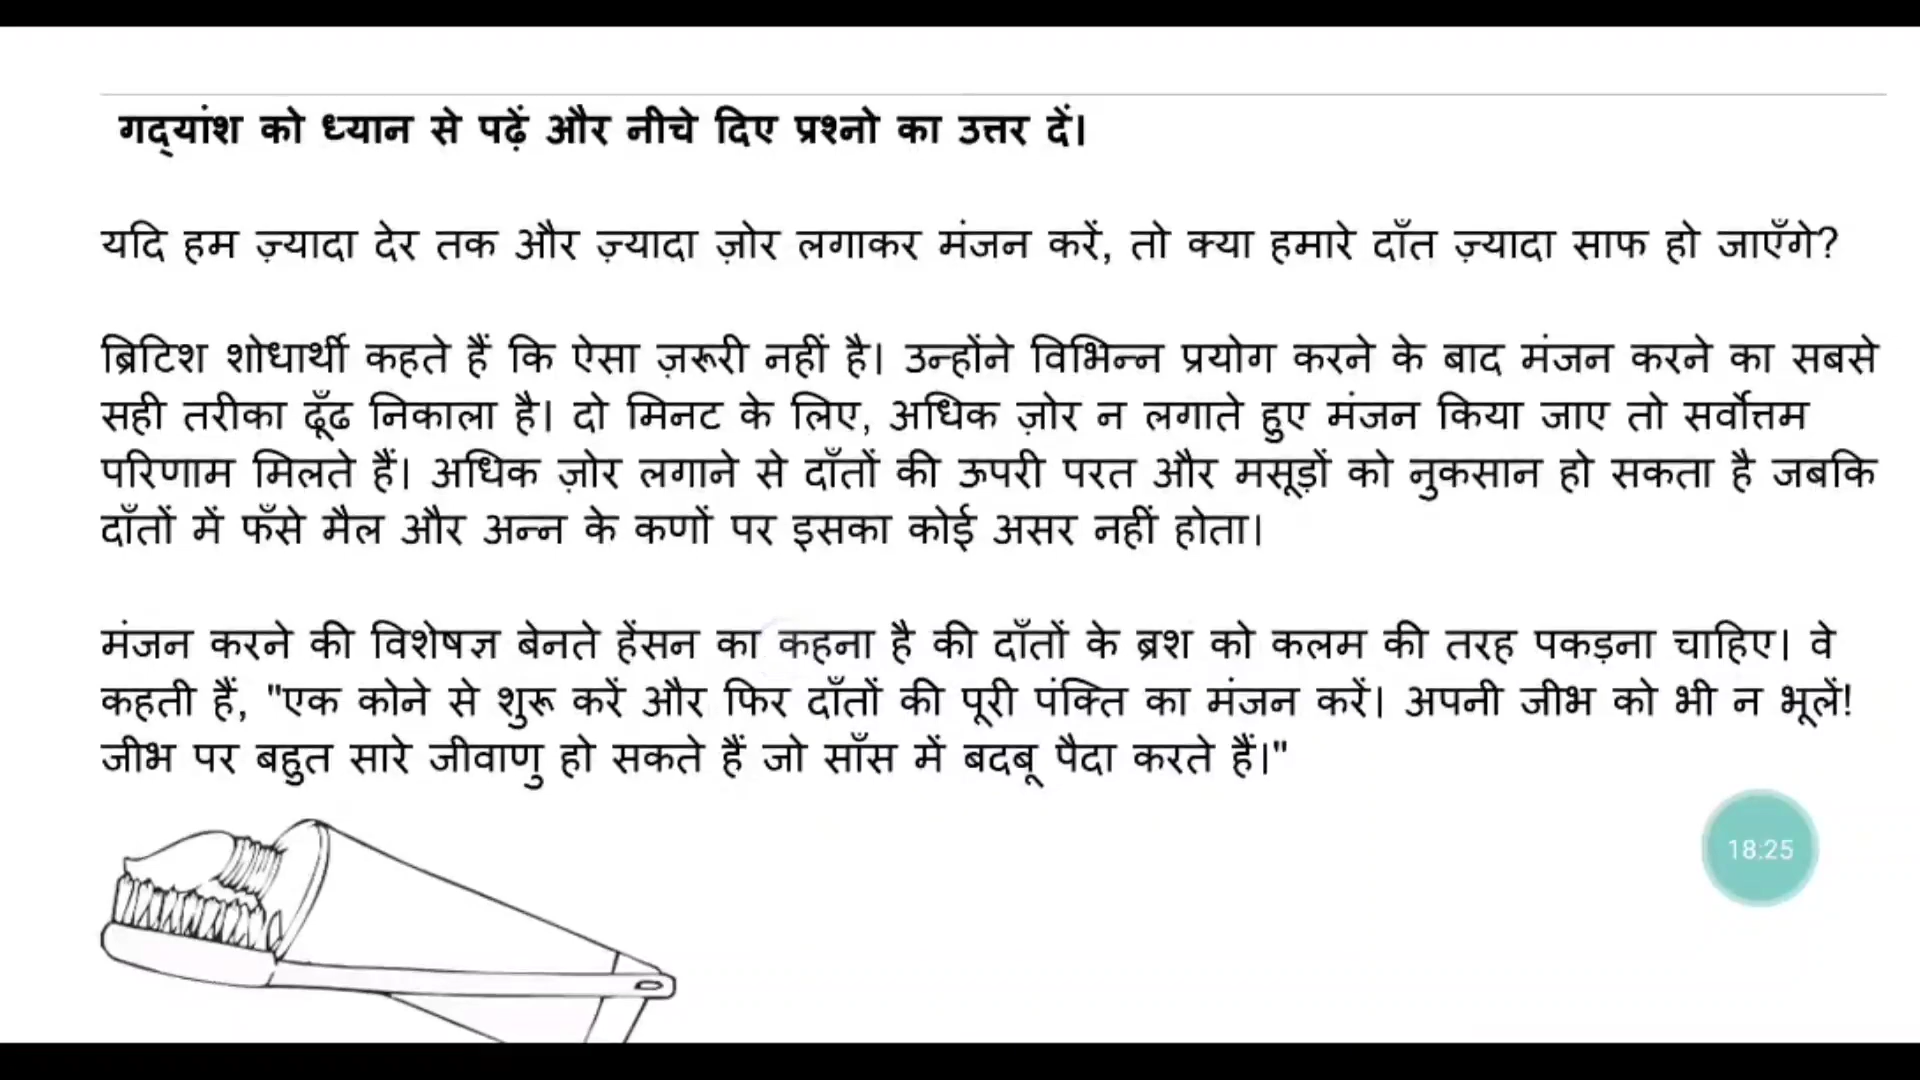 गद्यांश को ध्यान से पढ़ें और नीचे दिए प्रश्नो का उत्तर दें।
यदि हम ज़्यादा देर तक और ज़्यादा ज़ोर लगाकर मंजन करें, तो क्या हमारे दाँत ज़्यादा साफ हो जाएँगे?
ब्रिटिश शोधार्थी कहते हैं कि ऐसा ज़रूरी नहीं है। उन्होंने विभिन्न प्रयोग करने के बाद मंजन करने का सबसे
सही तरीका ढूँढ निकाला है। दो मिनट के लिए, अधिक ज़ोर न लगाते हुए मंजन किया जाए तो सर्वोत्तम
परिणाम मिलते हैं। अधिक ज़ोर लगाने से दाँतों की ऊपरी परत और मसूड़ों को नुकसान हो सकता है जबकि
दाँतों में फँसे मैल और अन्न के कणों पर इसका कोई असर नहीं होता।
मंजन करने की विशेषज्ञ बेनते हेंसन का कहना है की दाँतों के ब्रश को कलम की तरह पकड़ना चाहिए। वे
कहती हैं, "एक कोने से शुरू करें और फिर दाँतों की पूरी पंक्ति का मंजन करें। अपनी जीभ को भी न भूलें!
जीभ पर बहुत सारे जीवाणु हो सकते हैं जो साँस में बदबू पैदा करते हैं।"
18:25